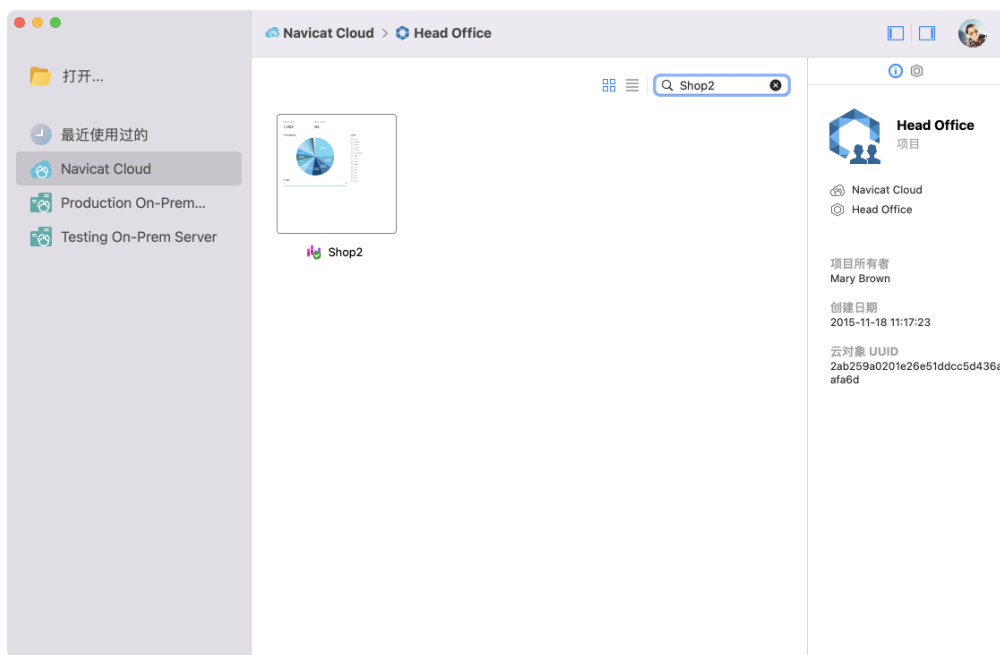 Navicat Cloud > Head Office
打开...
最近使用过的
Navicat Cloud
Production On-Prem...
Testing On-Prem Server
Shop2
Shop2
Head Office
项目
Navicat Cloud
Head Office
项目所有者
Mary Brown
创建日期
2015-11-18 11:17:23
云对象 UUID
2ab259a0201e26e51ddcc5d436a
afa6d